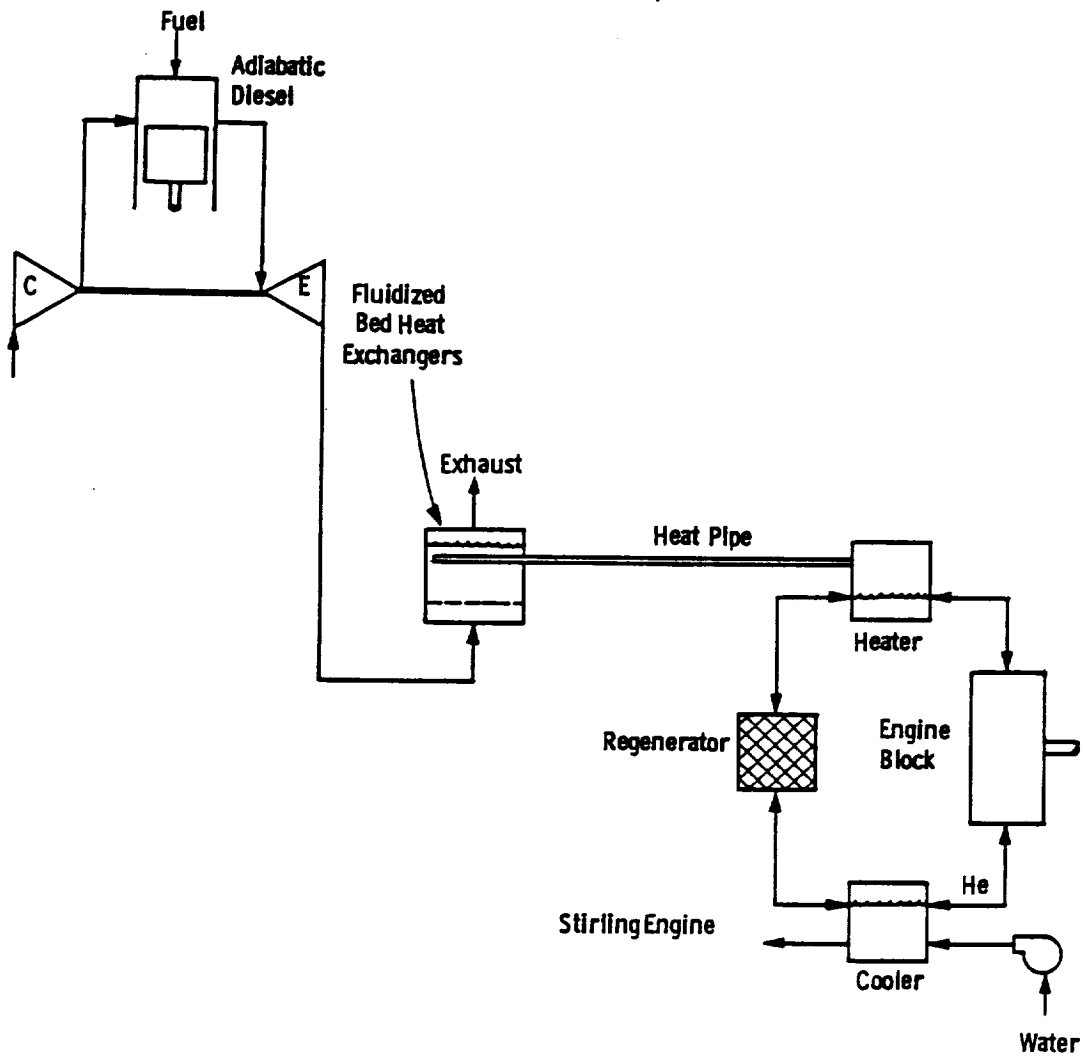 Fuel
Adiabatic
Diesel
C
E
Fluidized
Bed Heat
Exchangers
Exhaust
Heat Pipe
Heater
Regenerator
Engine
Block
He
Stirling Engine
Cooler
Water